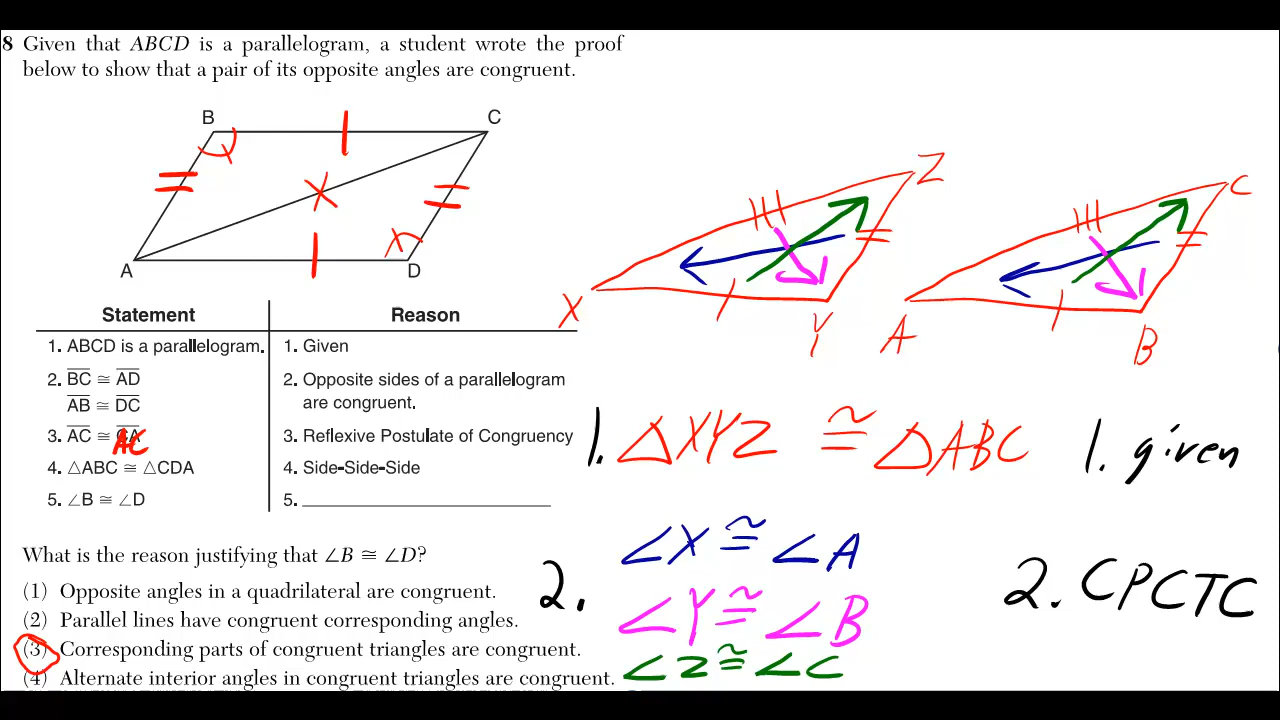 8 Given that ABCD is a parallelogram, a student wrote the proof
below to show that a pair of its opposite angles are congruent.
B
C
A
D
Z
X
Y
C
A
B
Statement
Reason
1. ABCD is a parallelogram.
1. Given
2. BC ≅ AD
2. Opposite sides of a parallelogram
AB ≅ DC
are congruent.
3. AC ≅ CA
AC
3. Reflexive Postulate of Congruency
4. △ABC ≅ △CDA
4. Side-Side-Side
5. ∠B ≅ ∠D
5.
What is the reason justifying that ∠B ≅ ∠D?
(1) Opposite angles in a quadrilateral are congruent.
(2) Parallel lines have congruent corresponding angles.
(3) Corresponding parts of congruent triangles are congruent.
(4) Alternate interior angles in congruent triangles are congruent.
1. △XYZ ≅ △ABC
1. given
2.
∠X ≅ ∠A
∠Y ≅ ∠B
∠Z ≅ ∠C
2. CPCTC